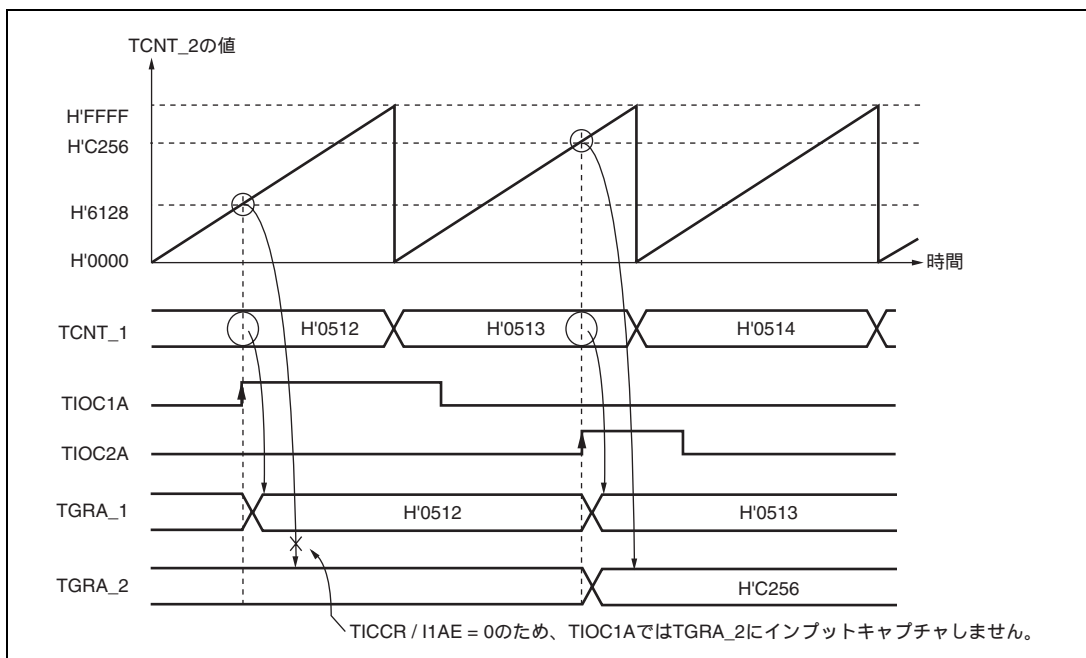 TCNT_2の値
H'FFFF
H'C256
H'6128
H'0000
時間
TCNT_1
H'0512
H'0513
H'0514
TIOC1A
TIOC2A
TGRA_1
H'0512
H'0513
TGRA_2
H'C256
TICCR / I1AE = 0のため、TIOC1AではTGRA_2にインプットキャプチャしません。